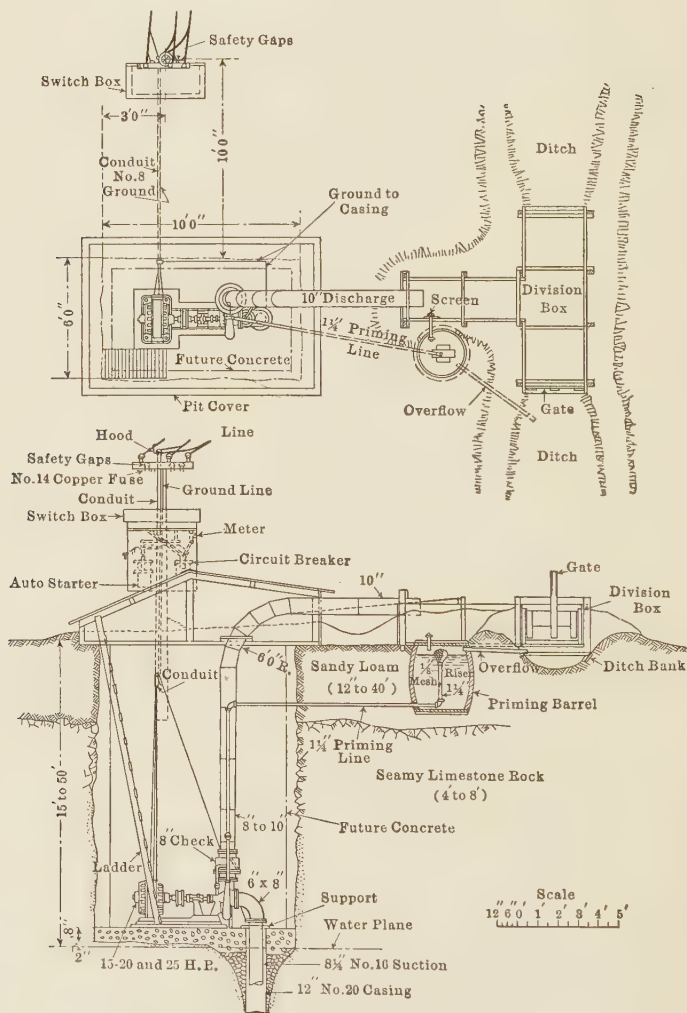 Safety Gaps
Switch Box
3'0"
10'0"
Conduit
No.8
Ground
Ditch
Ground to
Casing
10'0"
6'0"
10" Discharge
Screen
Division
Box
1¼" Priming
Line
Future Concrete
Overflow
Gate
Pit Cover
Ditch
Hood
Line
Safety Gaps
No.14 Copper Fuse
Ground Line
Conduit
Switch Box
Meter
Circuit Breaker
Auto Starter
Gate
10"
Division
Box
60"R.
Sandy Loam
(12" to 40')
⅛"
Mesh
Riser
1¼"
Overflow
Ditch Bank
Conduit
Priming Barrel
1¼" Priming
Line
Seamy Limestone Rock
(4' to 8')
15' to 50'
8" to 10"
Future Concrete
8" Check
Ladder
6" x 8"
Support
Scale
12" 6" 0 1' 2' 3' 4' 5'
Water Plane
8"
2"
15-20 and 25 H.P.
8¼" No.16 Suction
12" No.20 Casing